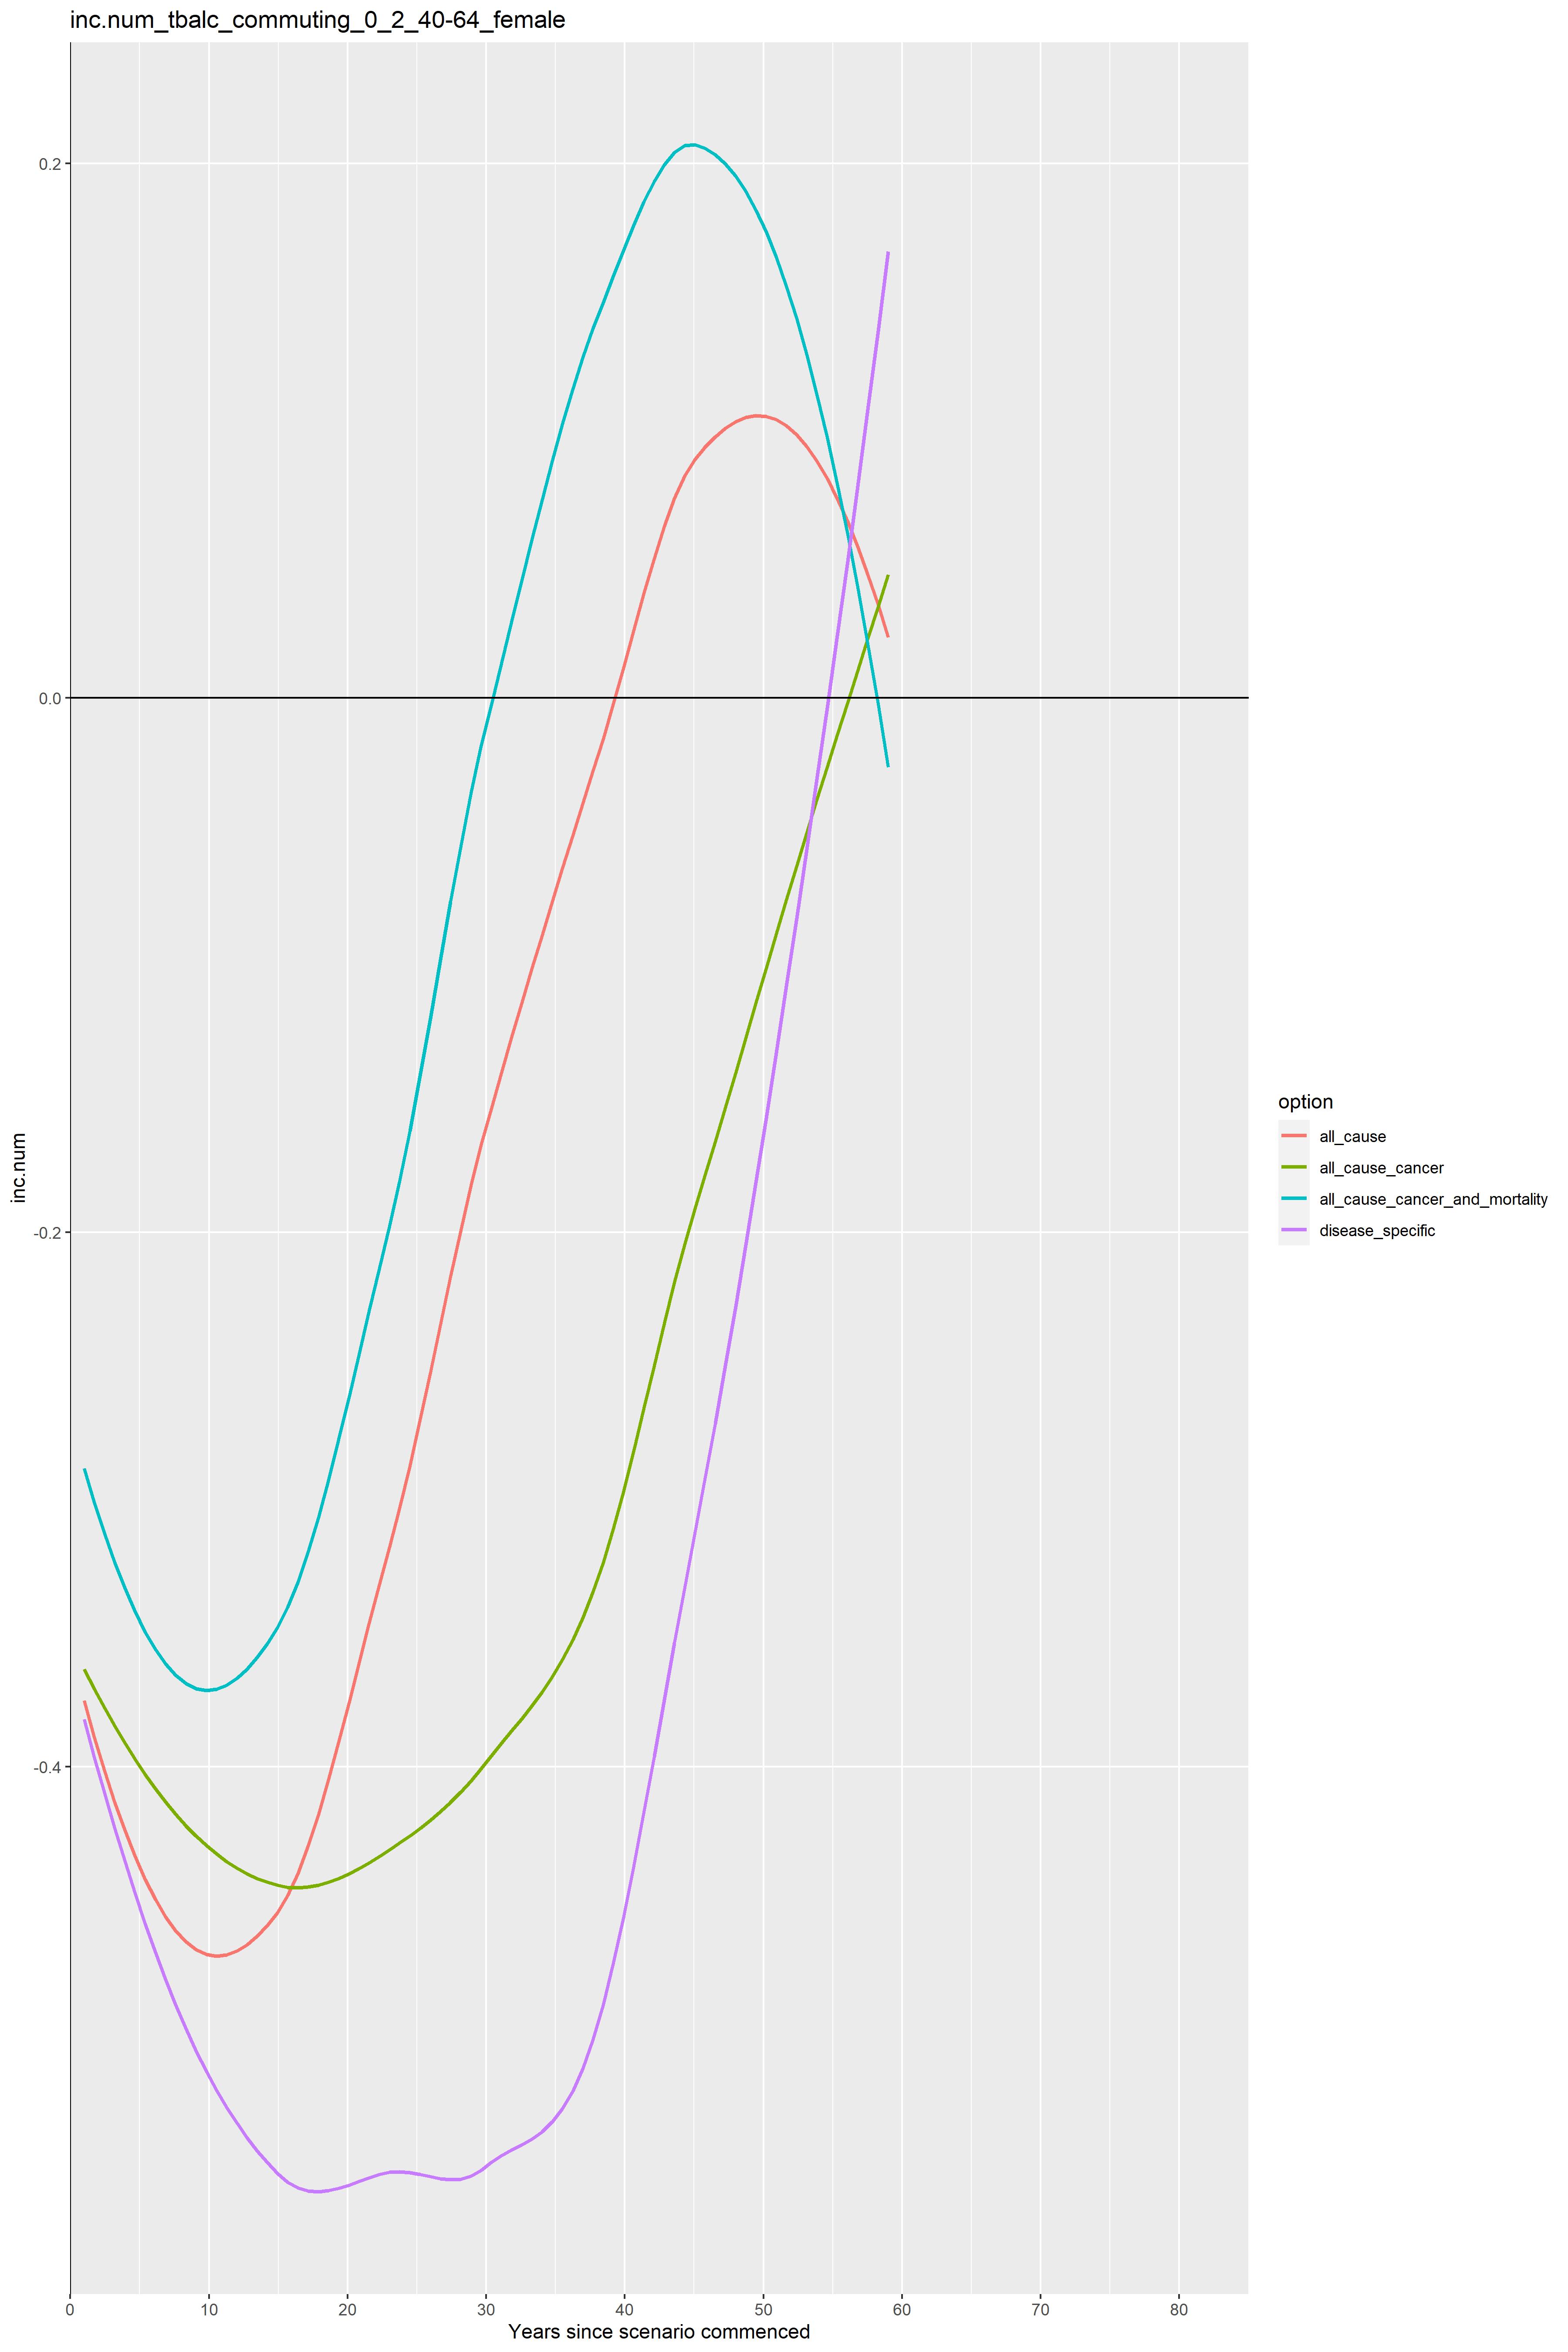 inc.num_tbalc_commuting_0_2_40-64_female
0.2
0.0
-0.2
-0.4
inc.num
0 10 20 30 40 50 60 70 80
Years since scenario commenced
option
all_cause
all_cause_cancer
all_cause_cancer_and_mortality
disease_specific